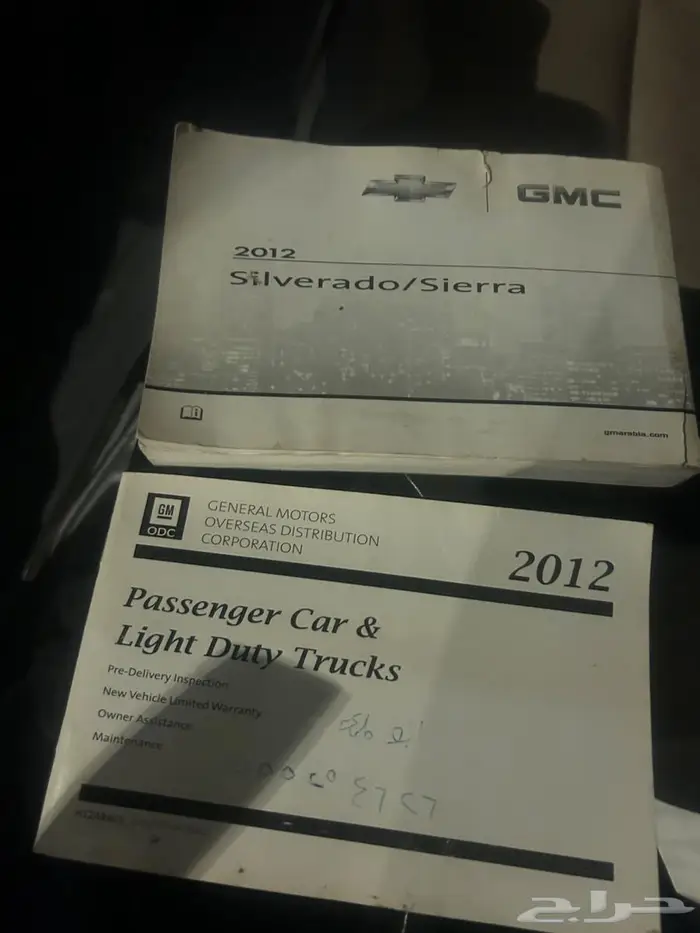 GMC
2012
Silverado/Sierra
gmarabia.com
GM
ODC
GENERAL MOTORS
OVERSEAS DISTRIBUTION
CORPORATION
2012
Passenger Car &
Light Duty Trucks
Pre-Delivery Inspection
New Vehicle Limited Warranty
Owner Assistance
Maintenance
حراج